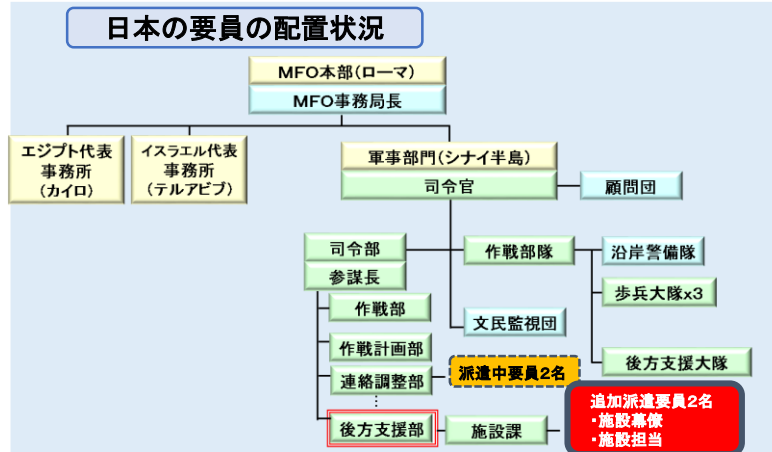 日本の要員の配置状況
MFO本部(ローマ)
MFO事務局長
エジプト代表
事務所
(カイロ)
イスラエル代表
事務所
(テルアビブ)
軍事部門(シナイ半島)
司令官
顧問団
司令部
参謀長
作戦部隊
沿岸警備隊
歩兵大隊x3
作戦部
文民監視団
作戦計画部
後方支援大隊
連絡調整部
派遣中要員2名
⋮
後方支援部
施設課
追加派遣要員2名
・施設幕僚
・施設担当